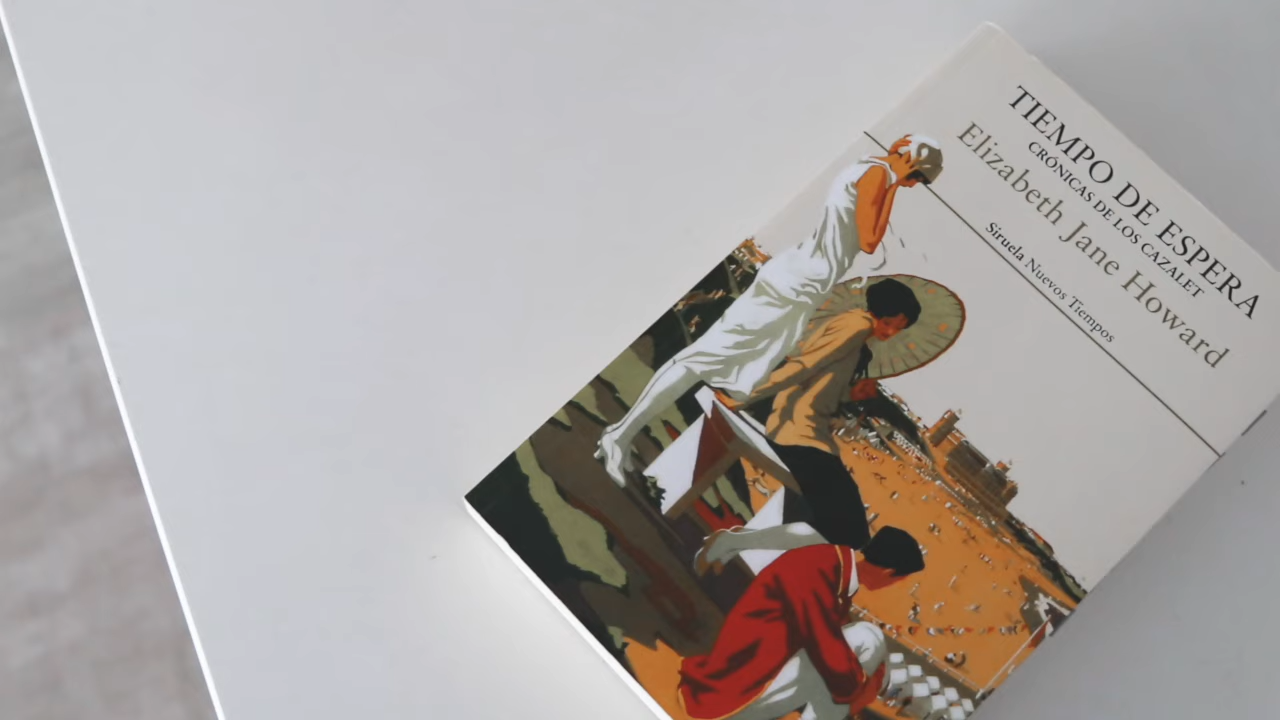 TIEMPO DE ESPERA
CRÓNICAS DE LOS CAZALET
Elizabeth Jane Howard
Siruela Nuevos Tiempos